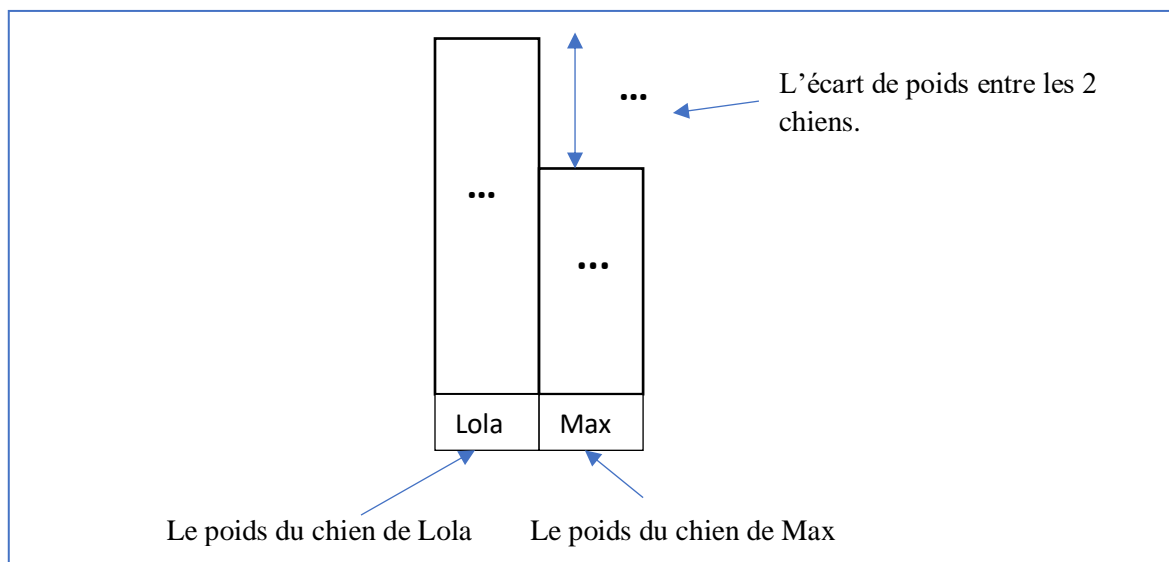 L’écart de poids entre les 2
chiens.
...
...
...
Lola
Max
Le poids du chien de Lola
Le poids du chien de Max